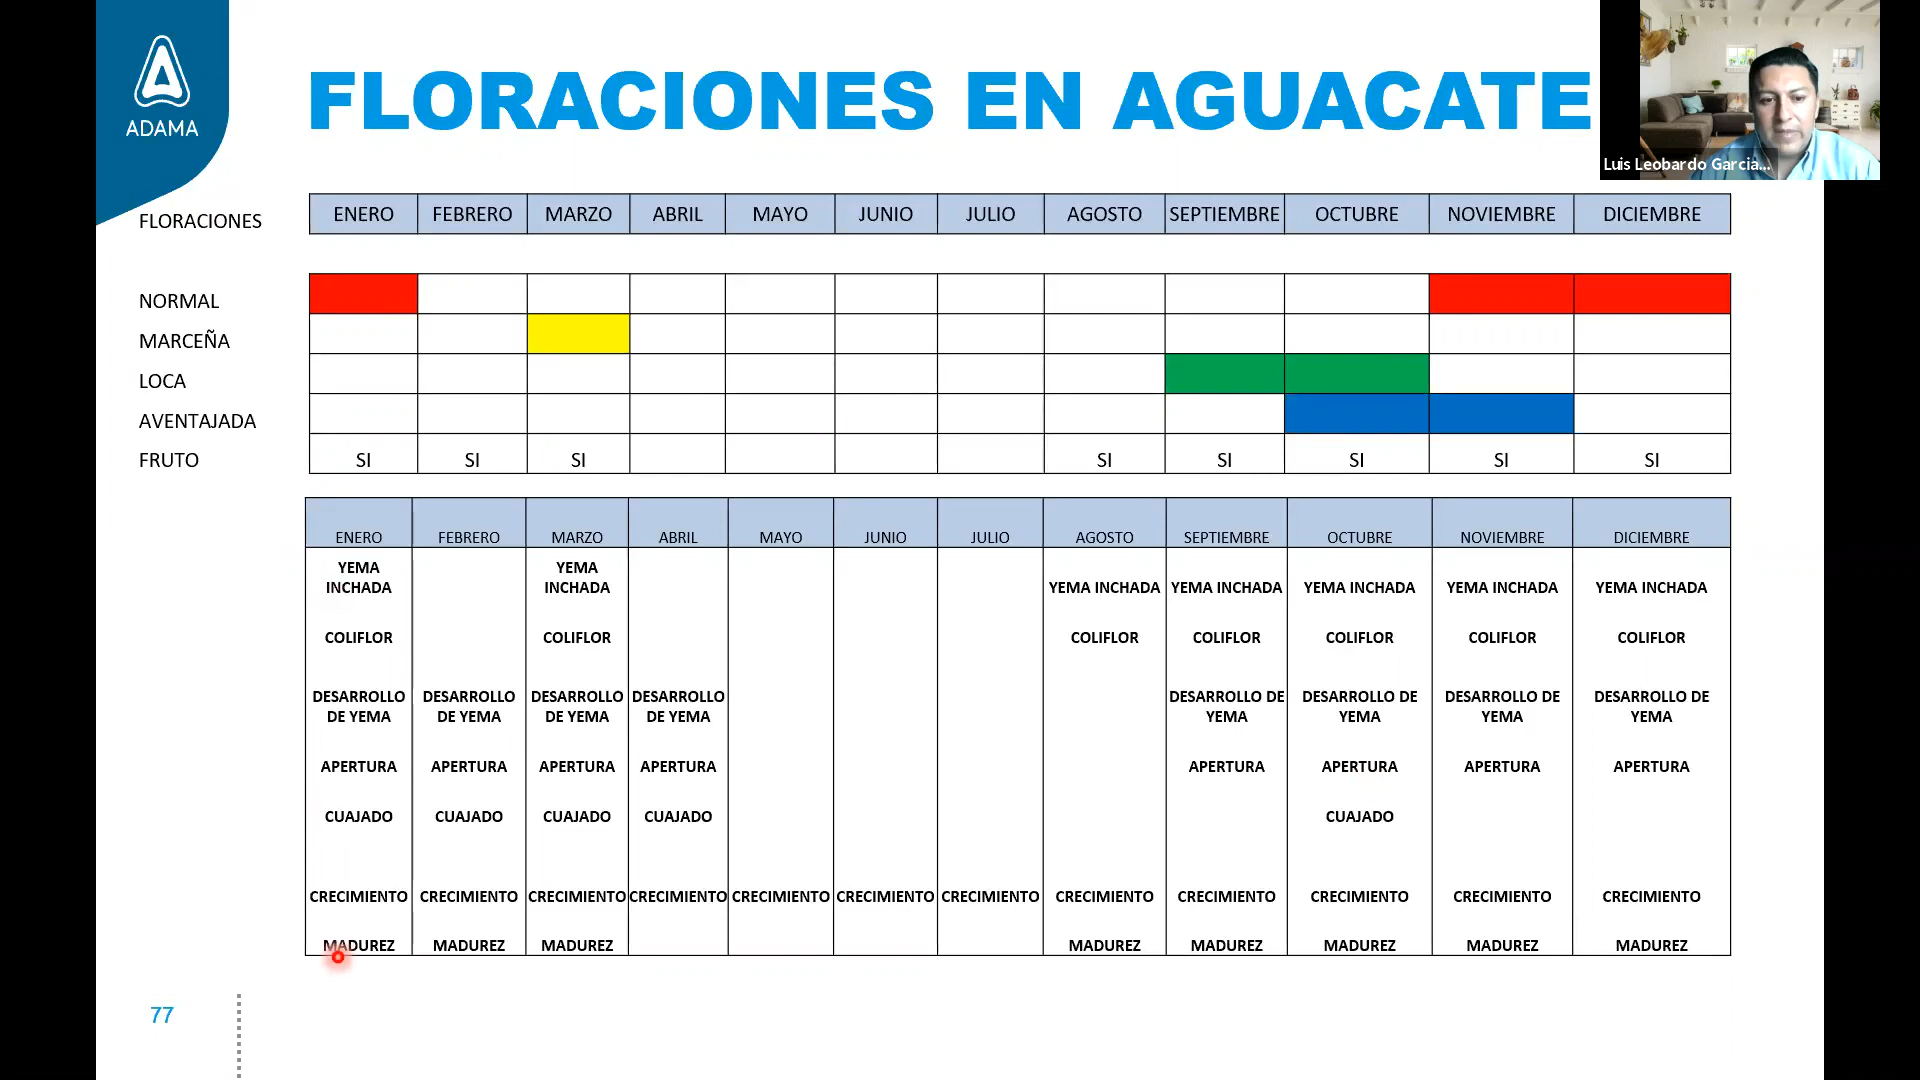 ADAMA
FLORACIONES EN AGUACATE
Luis Leobardo Garcia...
FLORACIONES ENERO FEBRERO MARZO ABRIL MAYO JUNIO JULIO AGOSTO SEPTIEMBRE OCTUBRE NOVIEMBRE DICIEMBRE
NORMAL
MARCEÑA
LOCA
AVENTAJADA
FRUTO SI SI SI SI SI SI SI SI
ENERO FEBRERO MARZO ABRIL MAYO JUNIO JULIO AGOSTO SEPTIEMBRE OCTUBRE NOVIEMBRE DICIEMBRE
YEMA YEMA
INCHADA INCHADA YEMA INCHADA YEMA INCHADA YEMA INCHADA YEMA INCHADA YEMA INCHADA
COLIFLOR COLIFLOR COLIFLOR COLIFLOR COLIFLOR COLIFLOR COLIFLOR
DESARROLLO DESARROLLO DESARROLLO DESARROLLO DESARROLLO DE DESARROLLO DE DESARROLLO DE DESARROLLO DE
DE YEMA DE YEMA DE YEMA DE YEMA YEMA YEMA YEMA YEMA
APERTURA APERTURA APERTURA APERTURA APERTURA APERTURA APERTURA APERTURA
CUAJADO CUAJADO CUAJADO CUAJADO CUAJADO
CRECIMIENTO CRECIMIENTO CRECIMIENTO CRECIMIENTO CRECIMIENTO CRECIMIENTO CRECIMIENTO CRECIMIENTO CRECIMIENTO CRECIMIENTO CRECIMIENTO CRECIMIENTO
MADUREZ MADUREZ MADUREZ MADUREZ MADUREZ MADUREZ MADUREZ MADUREZ
77